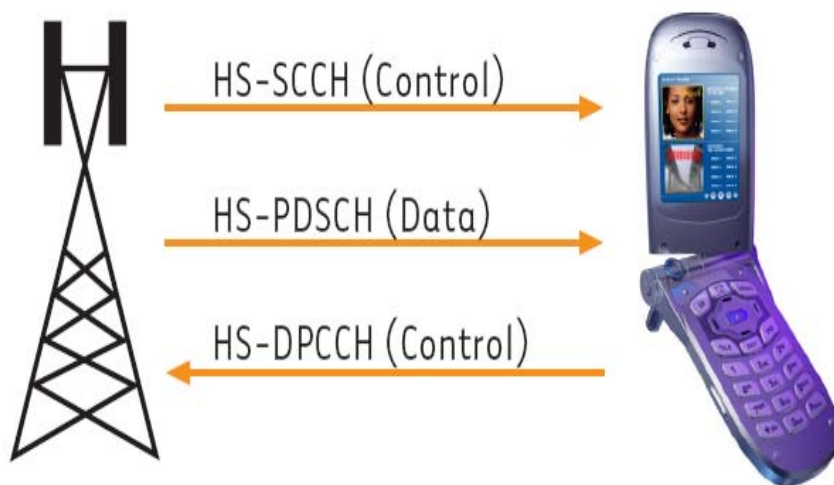 HS-SCCH (Control)
HS-PDSCH (Data)
HS-DPCCH (Control)